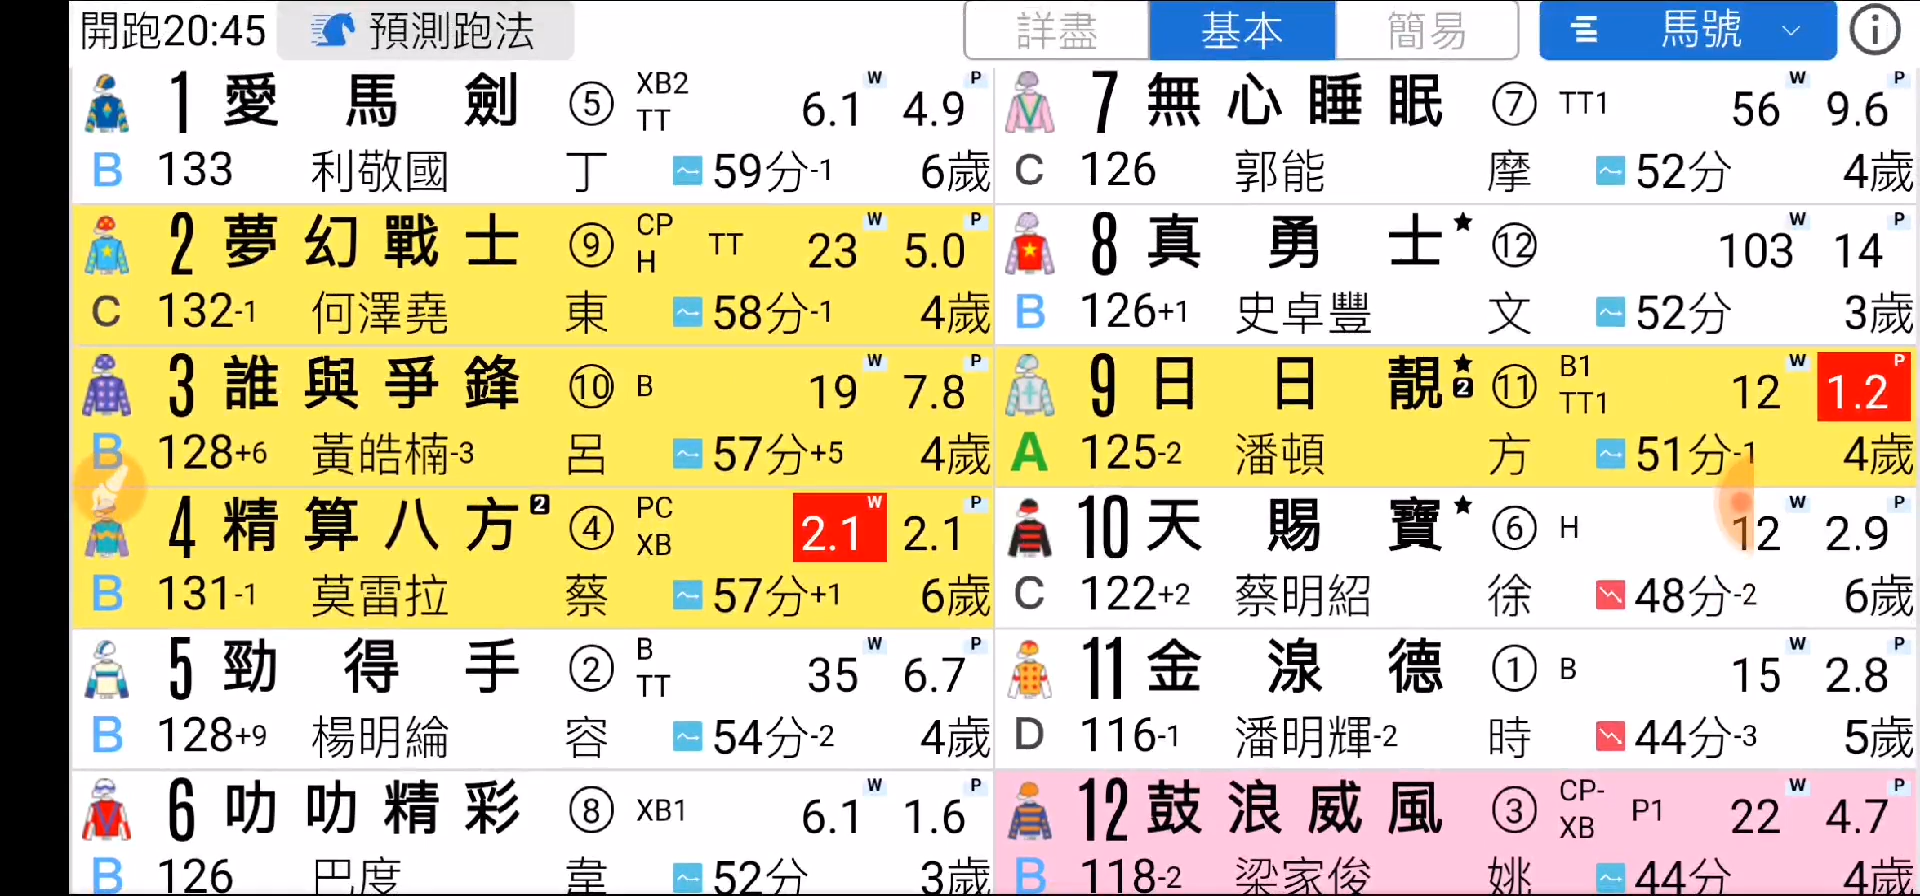 開跑20:45 預測跑法 詳盡 基本 簡易 馬號
1 愛馬劍 ⑤ XB2 TT 6.1 W 4.9 P
B 133 利敬國 丁 59分-1 6歲
2 夢幻戰士 ⑨ CP H TT 23 W 5.0 P
C 132-1 何澤堯 東 58分-1 4歲
3 誰與爭鋒 ⑩ B 19 W 7.8 P
B 128+6 黃皓楠-3 呂 57分+5 4歲
4 精算八方 2 ④ PC XB 2.1 W 2.1 P
B 131-1 莫雷拉 蔡 57分+1 6歲
5 勁得手 ② B TT 35 W 6.7 P
B 128+9 楊明綸 容 54分-2 4歲
6 叻叻精彩 ⑧ XB1 6.1 W 1.6 P
B 126 巴度 韋 52分 3歲
7 無心睡眠 ⑦ TT1 56 W 9.6 P
C 126 郭能 摩 52分 4歲
8 真勇士★ ⑫ 103 W 14 P
B 126+1 史卓豐 文 52分 3歲
9 日日靚★ 2 ⑪ B1 TT1 12 W 1.2 P
A 125-2 潘頓 方 51分-1 4歲
10 天賜寶★ ⑥ H 12 W 2.9 P
C 122+2 蔡明紹 徐 48分-2 6歲
11 金湶德 ① B 15 W 2.8 P
D 116-1 潘明輝-2 時 44分-3 5歲
12 鼓浪威風 ③ CP- XB P1 22 W 4.7 P
B 118-2 梁家俊 姚 44分 4歲